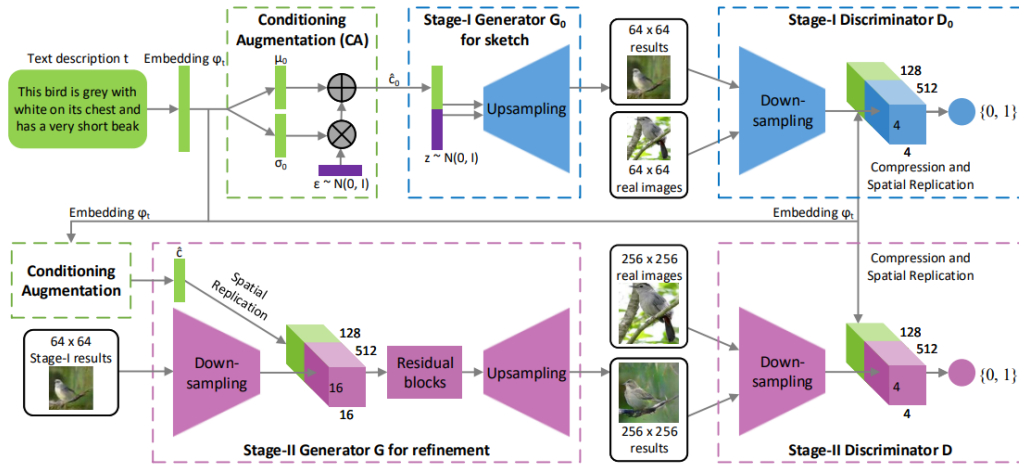 Text description t
This bird is grey with
white on its chest and
has a very short beak
Embedding φt
Conditioning
Augmentation (CA)
μ0
σ0
ε ~ N(0, I)
ĉ0
Stage-I Generator G0
for sketch
z ~ N(0, I)
Upsampling
64 x 64
results
64 x 64
real images
Stage-I Discriminator D0
Down-
sampling
128
512
4
4
{0, 1}
Compression and
Spatial Replication
Embedding φt
Embedding φt
Conditioning
Augmentation
ĉ
Spatial
Replication
64 x 64
Stage-I results
Down-
sampling
128
512
16
16
Residual
blocks
Upsampling
Stage-II Generator G for refinement
256 x 256
real images
256 x 256
results
Compression and
Spatial Replication
Down-
sampling
128
512
4
4
{0, 1}
Stage-II Discriminator D